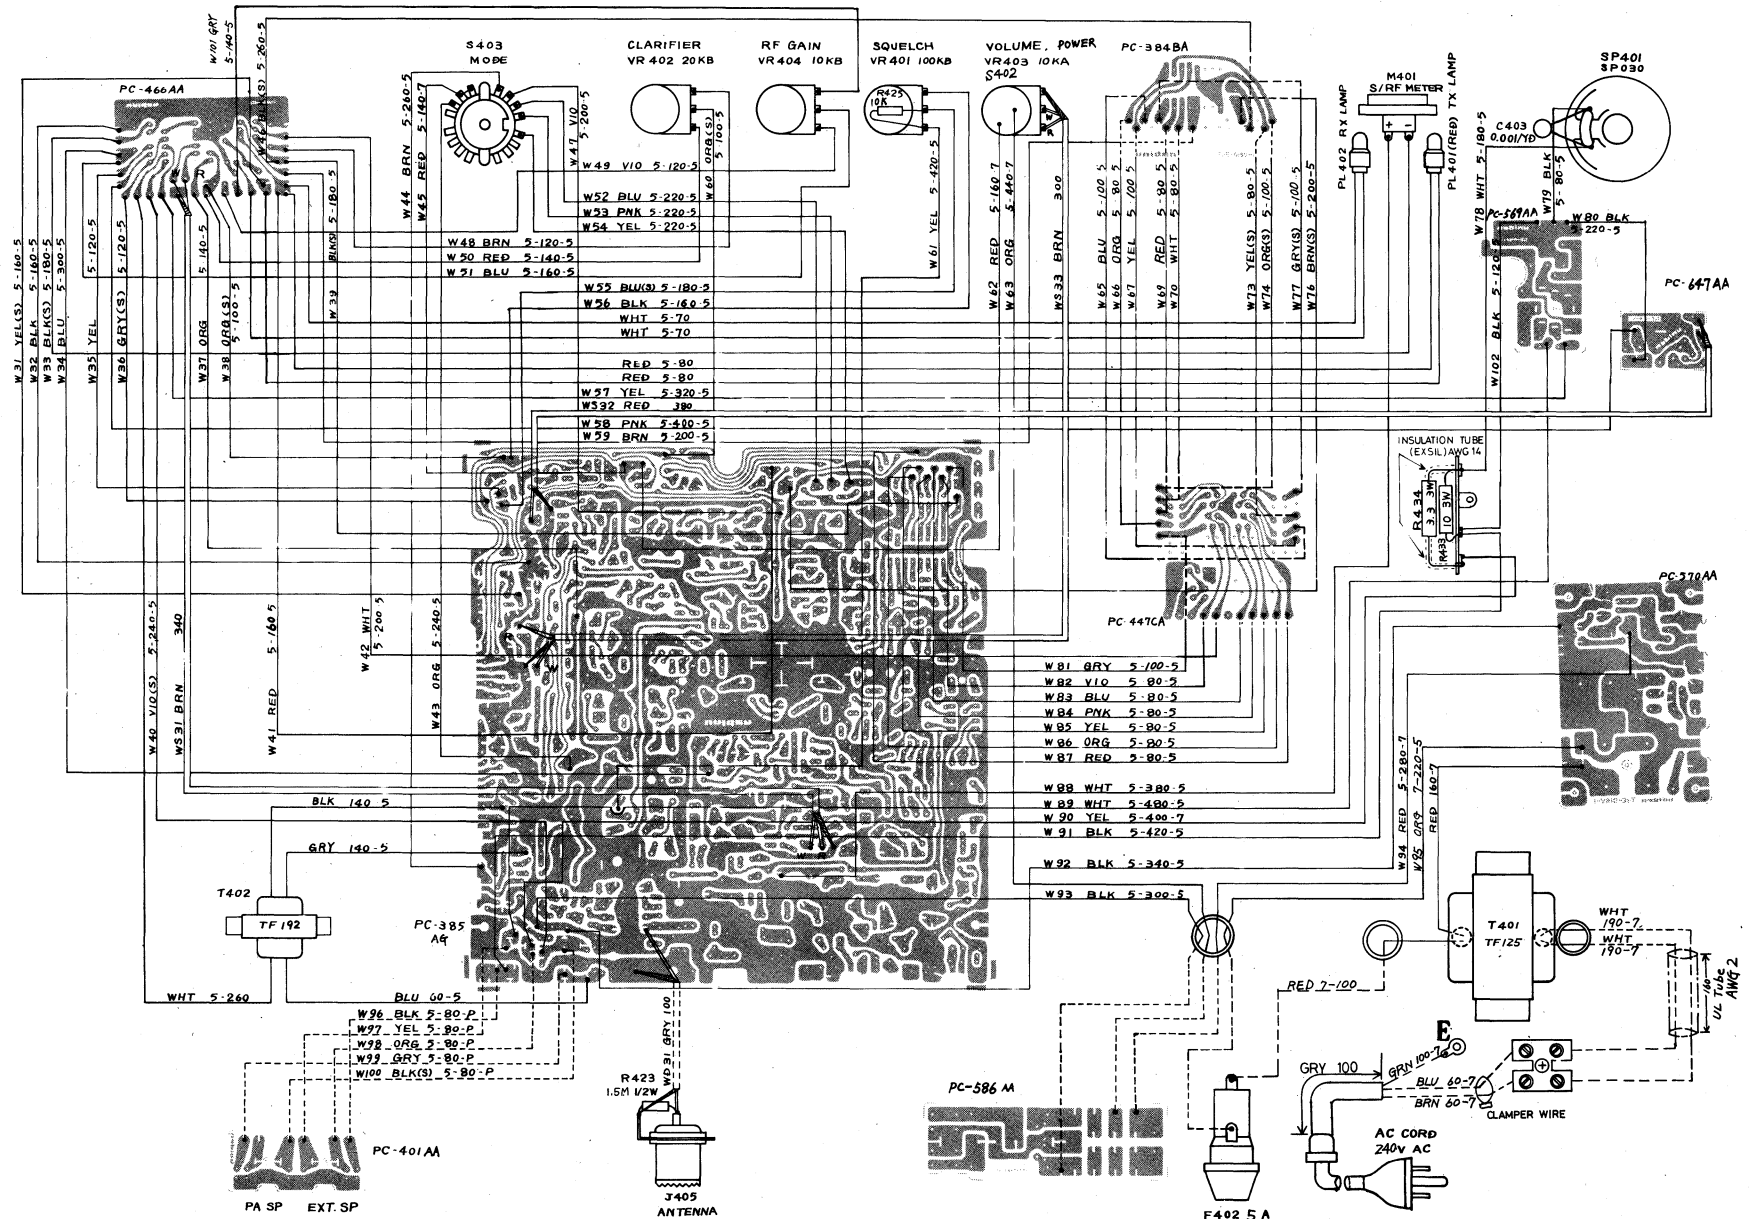 W101 GRY
5-140-5
W46 BLK(S) 5-260-5
S403
MODE
CLARIFIER
VR 402 20KB
RF GAIN
VR 404 10KB
SQUELCH
VR 401 100KB
R425
10K
VOLUME, POWER
VR403 10KA
S402
PC-384BA
M401
S/RF METER
+ -
PL402 RX LAMP
PL401(RED) TX LAMP
SP401
SP030
C403
0.001/YD
PC-466AA
W R
W44 BRN 5-260-5
W45 RED 5-140-7
W47 VIO
5-200-5
W49 VIO 5-120-5
W52 BLU 5-220-5
W53 PNK 5-220-5
W54 YEL 5-220-5
W48 BRN 5-120-5
W50 RED 5-140-5
W51 BLU 5-160-5
W55 BLU(S) 5-180-5
W56 BLK 5-160-5
WHT 5-70
WHT 5-70
RED 5-80
RED 5-80
W57 YEL 5-320-5
WS32 RED 380
W58 PNK 5-400-5
W59 BRN 5-200-5
W60 ORG(S)
5-100-5
W61 YEL 5-420-5
W62 RED 5-160-7
W63 ORG 5-440-7
WS33 BRN 300
W
R
W65 BLU 5-100-5
W66 ORG 5-80-5
W67 YEL 5-100-5
W69 RED 5-80-5
W70 WHT 5-80-5
W73 YEL(S) 5-80-5
W74 ORG(S) 5-100-5
W77 GRY(S) 5-100-5
W76 BRN(S) 5-200-5
W78 WHT 5-180-5
W79 BLK
5-80-5
PC-569AA
W80 BLK
5-220-5
PC-647AA
W102 BLK 5-120-5
W31 YEL(S) 5-160-5
W32 BLK 5-160-5
W33 BLK(S) 5-180-5
W34 BLU 5-300-5
W35 YEL 5-120-5
W36 GRY(S) 5-120-5
W37 ORG 5-140-5
W38 ORG(S)
5-100-5
W39 BLK(S) 5-180-5
INSULATION TUBE
(EXSIL) AWG 14
R434
3.3 3W
10 3W
R433
PC-570AA
PC-447CA
W40 VIO(S) 5-240-5
WS31 BRN 340
W41 RED 5-160-5
W42 WHT
5-200-5
W43 ORG 5-240-5
R
W
W81 GRY 5-100-5
W82 VIO 5-80-5
W83 BLU 5-80-5
W84 PNK 5-80-5
W85 YEL 5-80-5
W86 ORG 5-80-5
W87 RED 5-80-5
W88 WHT 5-380-5
W89 WHT 5-480-5
W90 YEL 5-400-7
W91 BLK 5-420-5
W92 BLK 5-340-5
W93 BLK 5-300-5
W94 RED 5-280-7
W95 ORG 7-220-5
RED 160-7
BLK 140-5
GRY 140-5
W R
T402
TF 192
PC-385
AG
WHT 5-260
BLU 60-5
W96 BLK 5-80-P
W97 YEL 5-80-P
W98 ORG 5-80-P
W99 GRY 5-80-P
W100 BLK(S) 5-80-P
WD31 GRY 100
R423
1.5M 1/2W
J405
ANTENNA
PC-401AA
PA SP EXT. SP
T401
TF125
WHT
190-7
WHT
190-7
160
UL Tube
AWG 2
RED 7-100
PC-586 AA
F402 5A
E
GRN 100-7
GRY 100
BLU 60-7
BRN 60-7
CLAMPER WIRE
AC CORD
240V AC